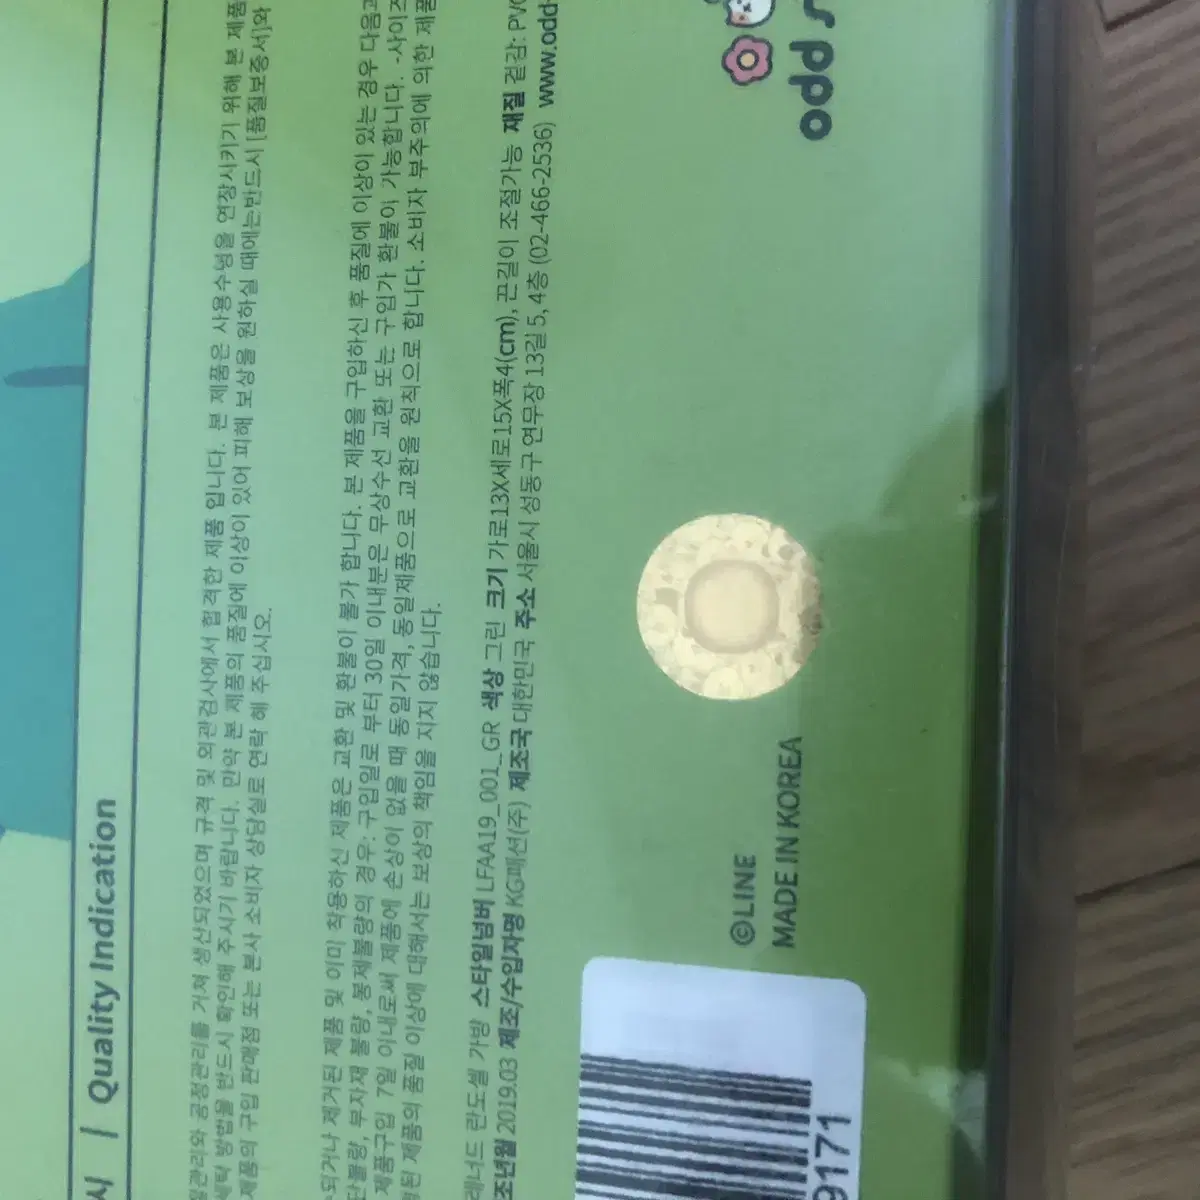 시 | Quality Indication
질관리와 공정관리를 거쳐 생산되었으며 규격 및 외관검사에서 합격한 제품 입니다. 본 제품은 사용수명을 연장시키기 위해 본 제품
세탁 방법을 반드시 확인해 주시기 바랍니다. 만약 본 제품의 품질에 이상이 있어 피해 보상을 원하실 때에는반드시 [품질보증서]와
제품의 구입 판매점 또는 본사 소비자 상담실로 연락 해 주십시오.
되거나 제거된 제품 및 이미 착용하신 제품은 교환 및 환불이 불가 합니다. 본 제품을 구입하신 후 품질에 이상이 있는 경우 다음과
단불량, 부자재 불량, 봉제불량의 경우: 구입일로 부터 30일 이내분은 무상수선 교환 또는 구입가 환불이 가능합니다. -사이즈
제품구입 7일 이내로써 제품에 손상이 없을 때 동일가격, 동일제품으로 교환을 원칙으로 합니다. 소비자 부주의에 의한 제품
된 제품의 품질 이상에 대해서는 보상의 책임을 지지 않습니다.
레너드 란도셀 가방 스타일넘버 LFAA19_001_GR 색상 그린 크기 가로13X세로15X폭4(cm), 끈길이 조절가능 재질 겉감: PVC
조년월 2019.03 제조/수입자명 KG패션(주) 제조국 대한민국 주소 서울시 성동구 연무장 13길 5, 4층 (02-466-2536) www.odd-
©LINE
MADE IN KOREA
odd
9171